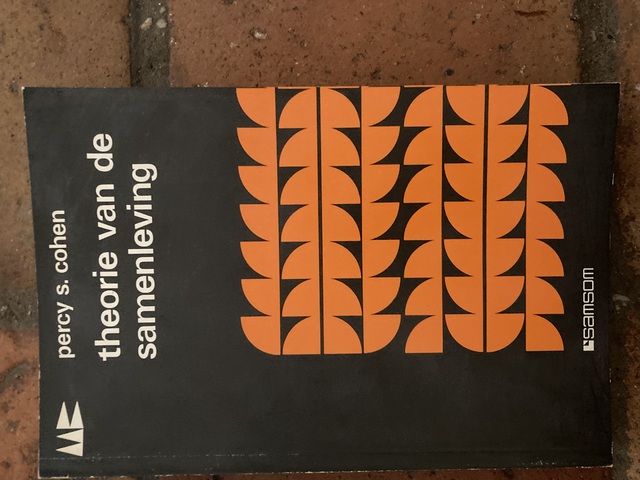 percy s. cohen
theorie van de
samenleving
samsom